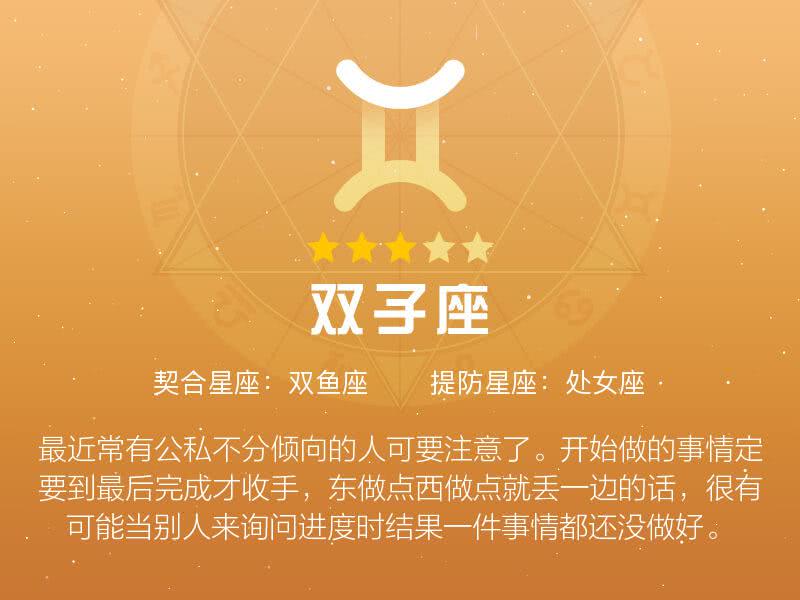 双子座
契合星座：双鱼座 提防星座：处女座
最近常有公私不分倾向的人可要注意了。开始做的事情定
要到最后完成才收手，东做点西做点就丢一边的话，很有
可能当别人来询问进度时结果一件事情都还没做好。